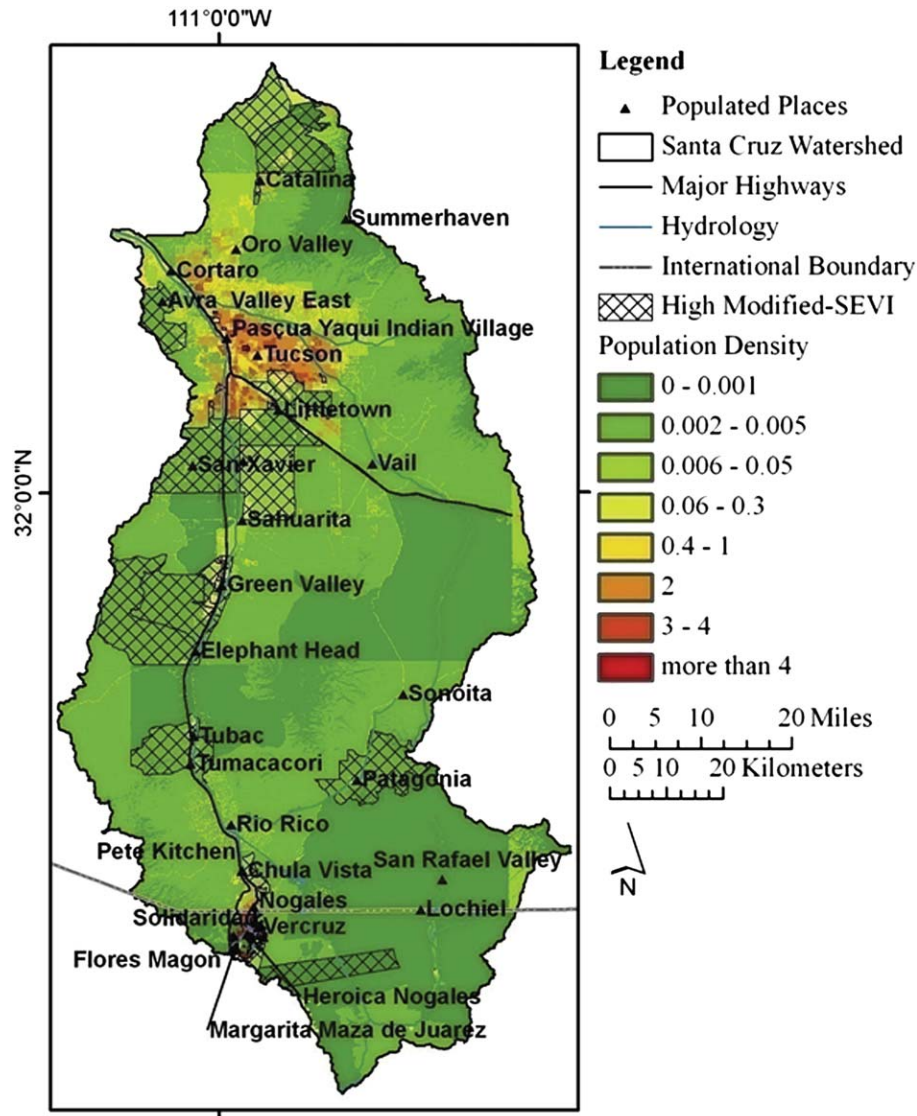 111°0'0"W
Catalina
Summerhaven
Oro Valley
Cortaro
Avra Valley East
Pascua Yaqui Indian Village
Tucson
Littletown
San Xavier
Vail
32°0'0"N
Sahuarita
Green Valley
Elephant Head
Sonoita
Tubac
Tumacacori
Patagonia
Rio Rico
Pete Kitchen
Chula Vista
San Rafael Valley
Nogales
Lochiel
Solidaridad
Vercruz
Flores Magon
Heroica Nogales
Margarita Maza de Juarez
Legend
Populated Places
Santa Cruz Watershed
Major Highways
Hydrology
International Boundary
High Modified-SEVI
Population Density
0 - 0.001
0.002 - 0.005
0.006 - 0.05
0.06 - 0.3
0.4 - 1
2
3 - 4
more than 4
0 5 10 20 Miles
0 5 10 20 Kilometers
N